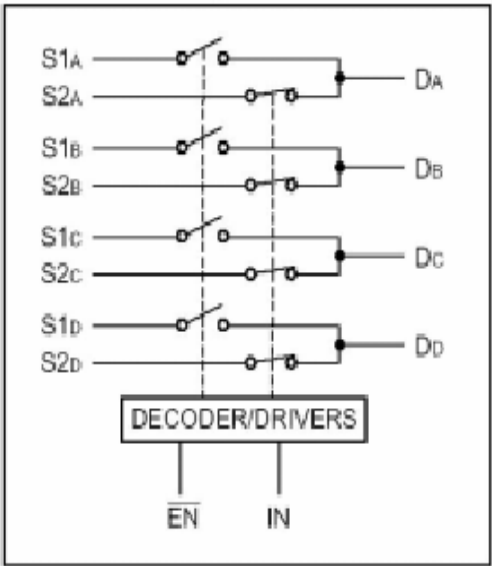 S1A
DA
S2A
S1B
DB
S2B
S1C
DC
S2C
S1D
DD
S2D
DECODER/DRIVERS
EN IN